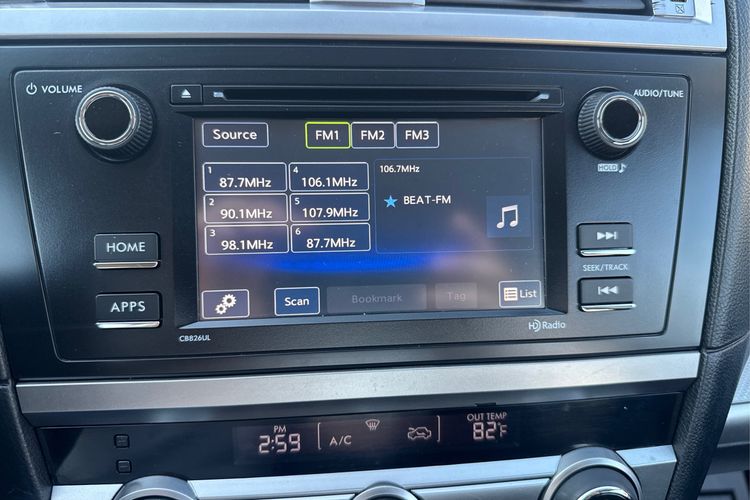 VOLUME
AUDIO/TUNE
Source
FM1 FM2 FM3
1 87.7MHz
4 106.1MHz
106.7MHz
2 90.1MHz
5 107.9MHz
BEAT-FM
3 98.1MHz
6 87.7MHz
HOLD
HOME
SEEK/TRACK
APPS
Scan
Bookmark
Tag
List
CB826UL
HD Radio
PM
2:59
A/C
OUT TEMP
82°F